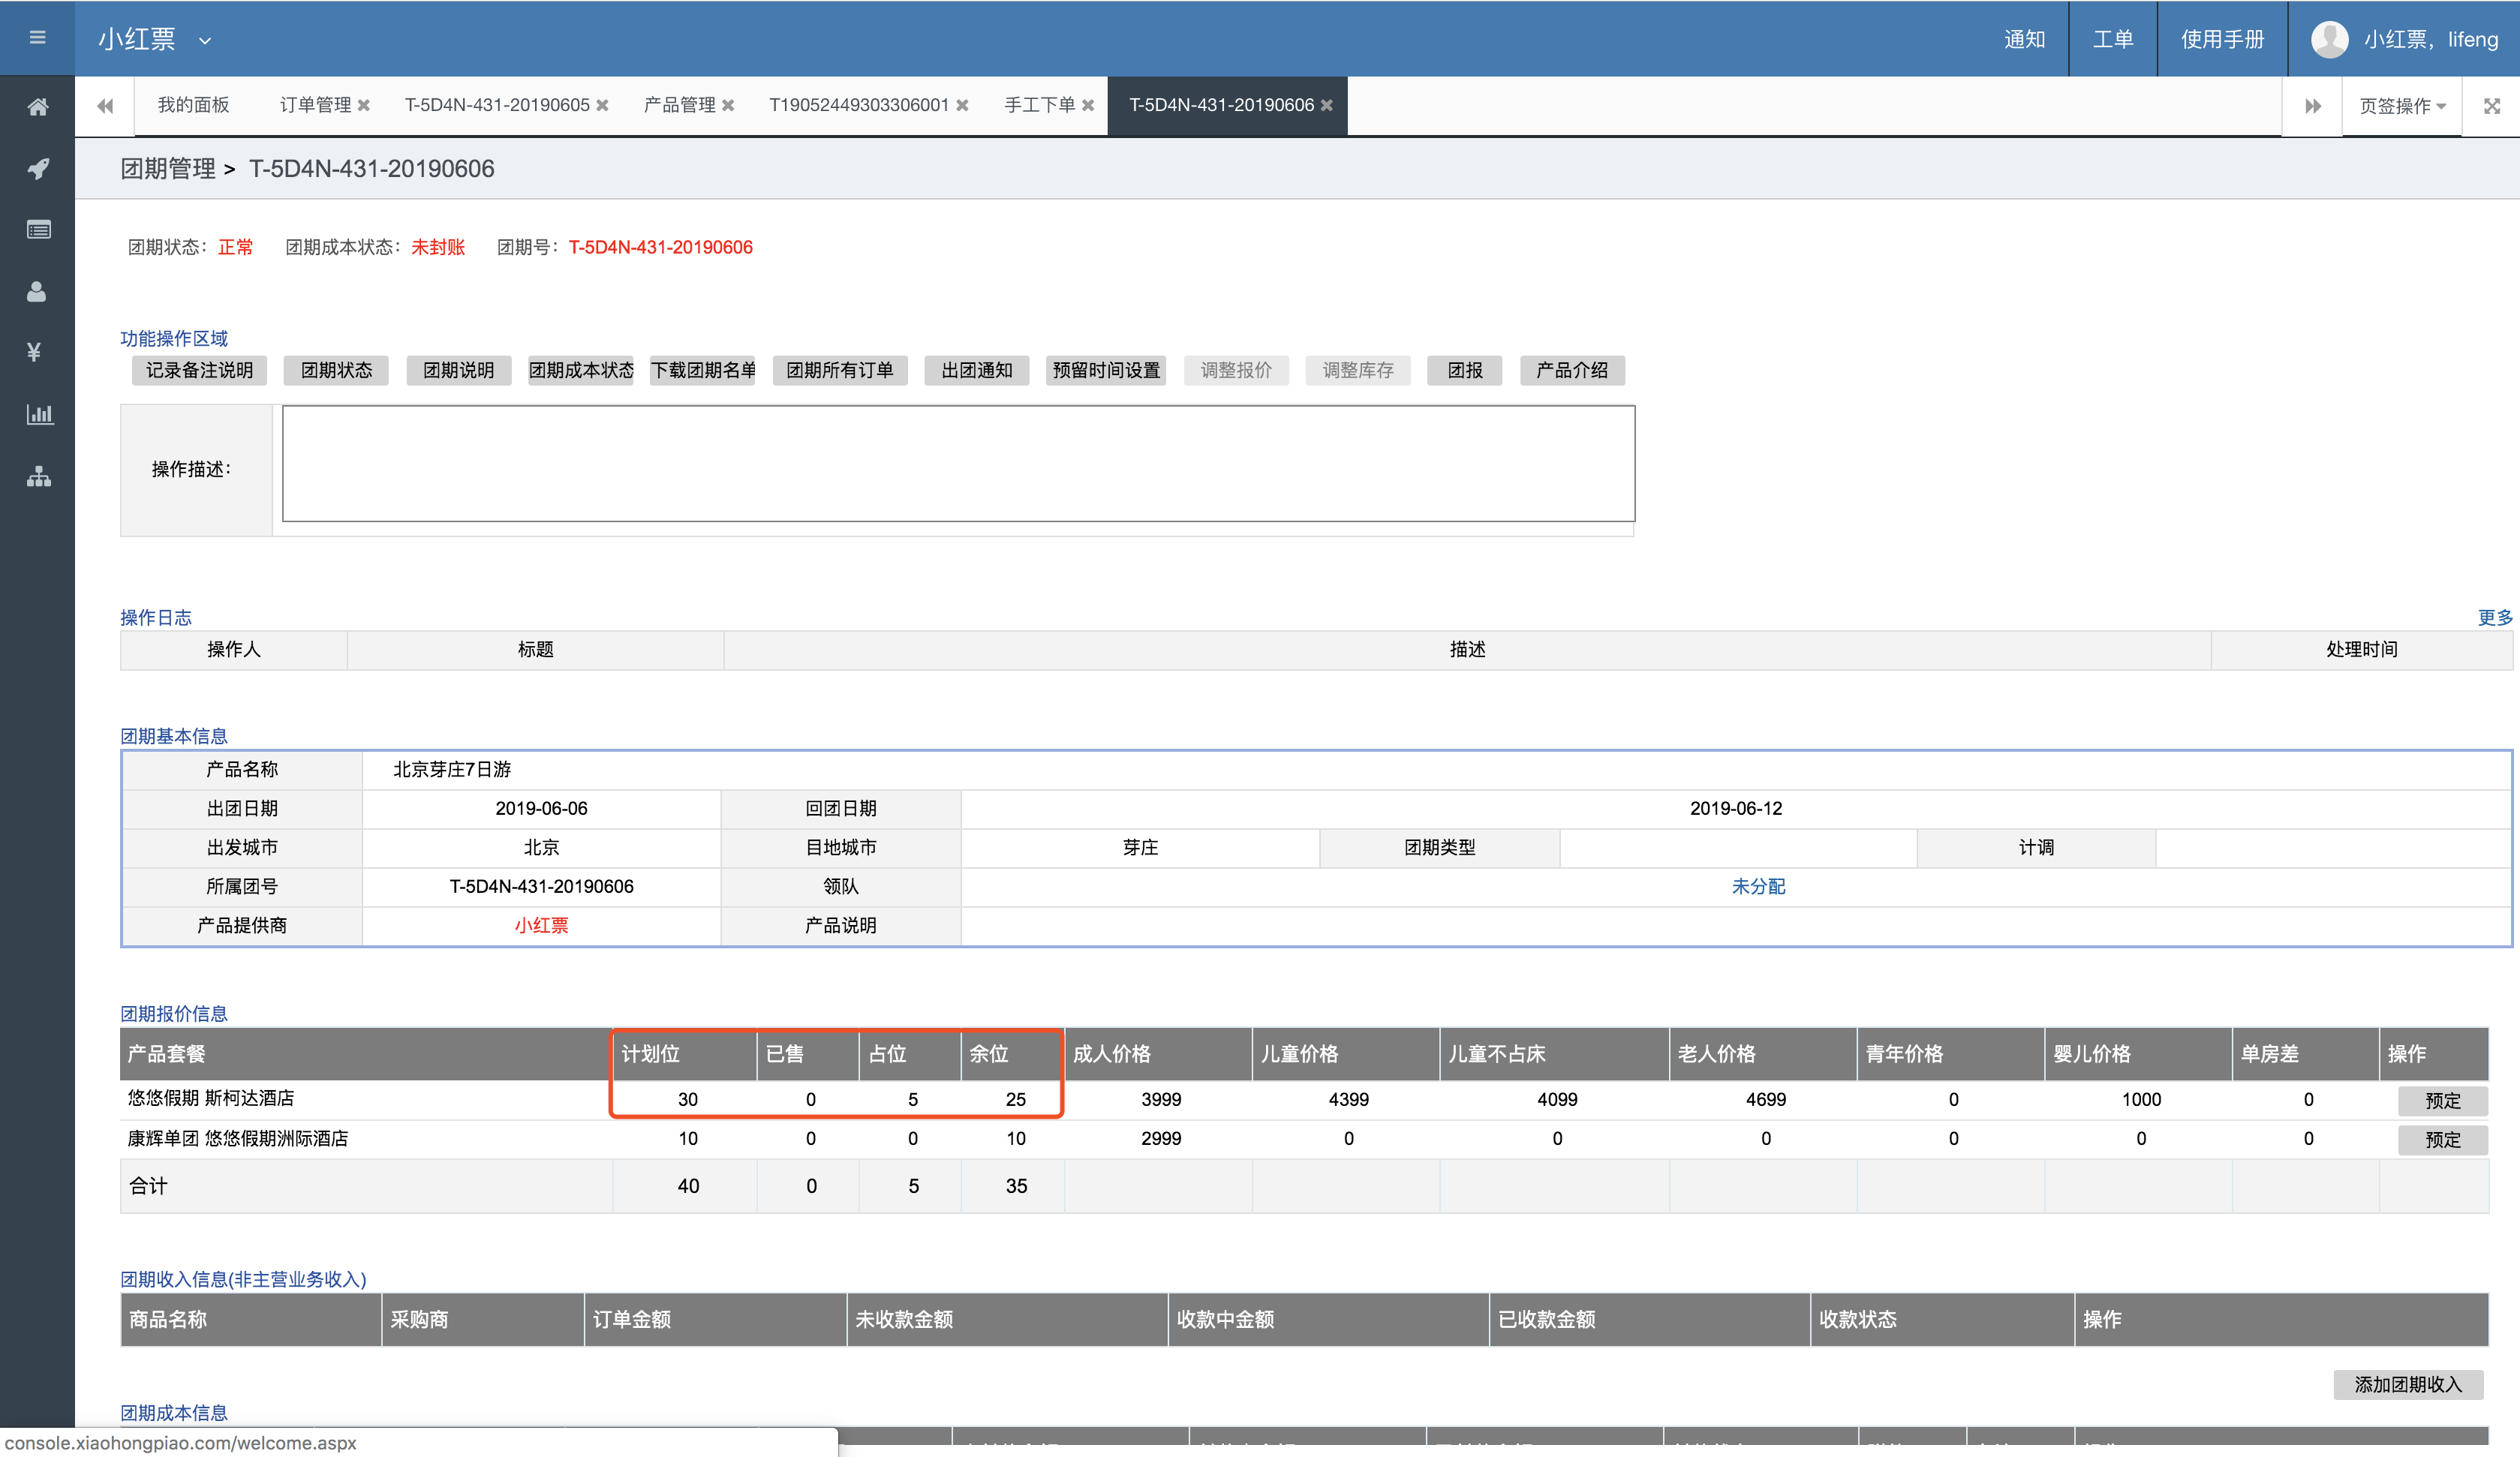 小红票
通知 工单 使用手册 小红票，lifeng
我的面板 订单管理 T-5D4N-431-20190605 产品管理 T19052449303306001 手工下单 T-5D4N-431-20190606 页签操作
团期管理 > T-5D4N-431-20190606
团期状态：正常 团期成本状态：未封账 团期号：T-5D4N-431-20190606
功能操作区域
记录备注说明 团期状态 团期说明 团期成本状态 下载团期名单 团期所有订单 出团通知 预留时间设置 调整报价 调整库存 团报 产品介绍
操作描述：
操作日志 更多
操作人 标题 描述 处理时间
团期基本信息
产品名称 北京芽庄7日游
出团日期 2019-06-06 回团日期 2019-06-12
出发城市 北京 目地城市 芽庄 团期类型 计调
所属团号 T-5D4N-431-20190606 领队 未分配
产品提供商 小红票 产品说明
团期报价信息
产品套餐 计划位 已售 占位 余位 成人价格 儿童价格 儿童不占床 老人价格 青年价格 婴儿价格 单房差 操作
悠悠假期 斯柯达酒店 30 0 5 25 3999 4399 4099 4699 0 1000 0 预定
康辉单团 悠悠假期洲际酒店 10 0 0 10 2999 0 0 0 0 0 0 预定
合计 40 0 5 35
团期收入信息(非主营业务收入)
商品名称 采购商 订单金额 未收款金额 收款中金额 已收款金额 收款状态 操作
添加团期收入
团期成本信息
console.xiaohongpiao.com/welcome.aspx